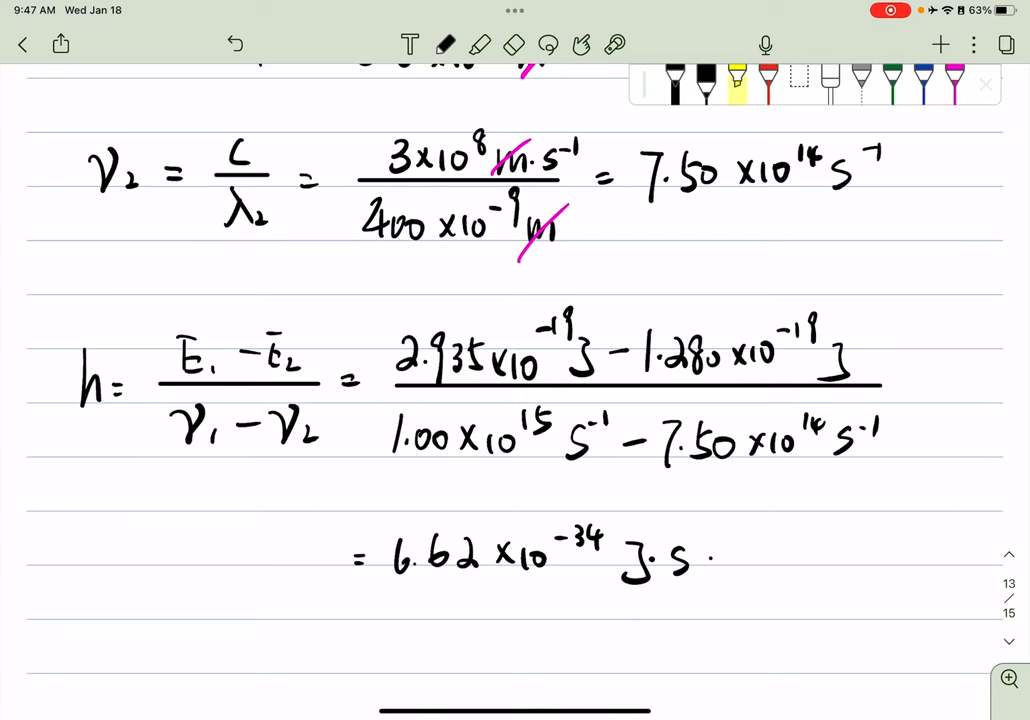 9:47 AM Wed Jan 18
63%
T
ν₂ = c/λ₂ = 3×10⁸ m·s⁻¹ / 400×10⁻⁹ m = 7.50×10¹⁴ s⁻¹
h = E₁ - E₂ / ν₁ - ν₂ = 2.935×10⁻¹⁹ J - 1.280×10⁻¹⁹ J / 1.00×10¹⁵ s⁻¹ - 7.50×10¹⁴ s⁻¹
= 6.62×10⁻³⁴ J·s.
13
/
15